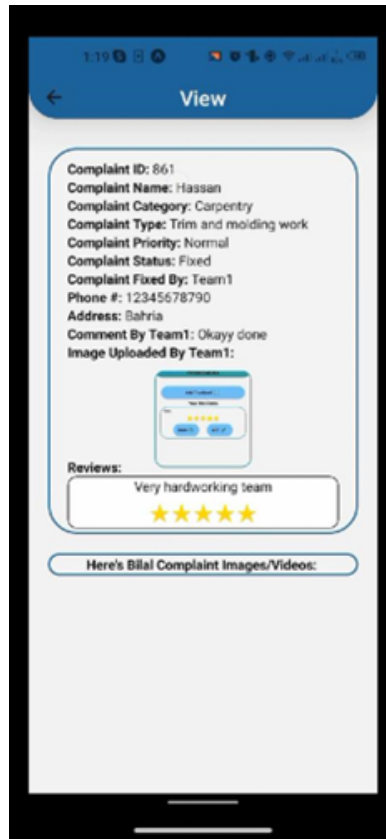 1:19
View
Complaint ID: 861
Complaint Name: Hassan
Complaint Category: Carpentry
Complaint Type: Trim and molding work
Complaint Priority: Normal
Complaint Status: Fixed
Complaint Fixed By: Team1
Phone #: 12345678790
Address: Bahria
Comment By Team1: Okayy done
Image Uploaded By Team1:
Reviews:
Very hardworking team
Here's Bilal Complaint Images/Videos: